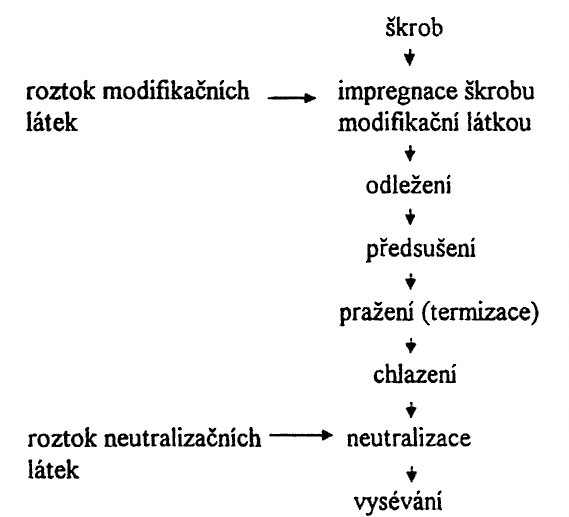 škrob
roztok modifikačních
látek
impregnace škrobu
modifikační látkou
odležení
předsušení
pražení (termizace)
chlazení
roztok neutralizačních
látek
neutralizace
vysévání